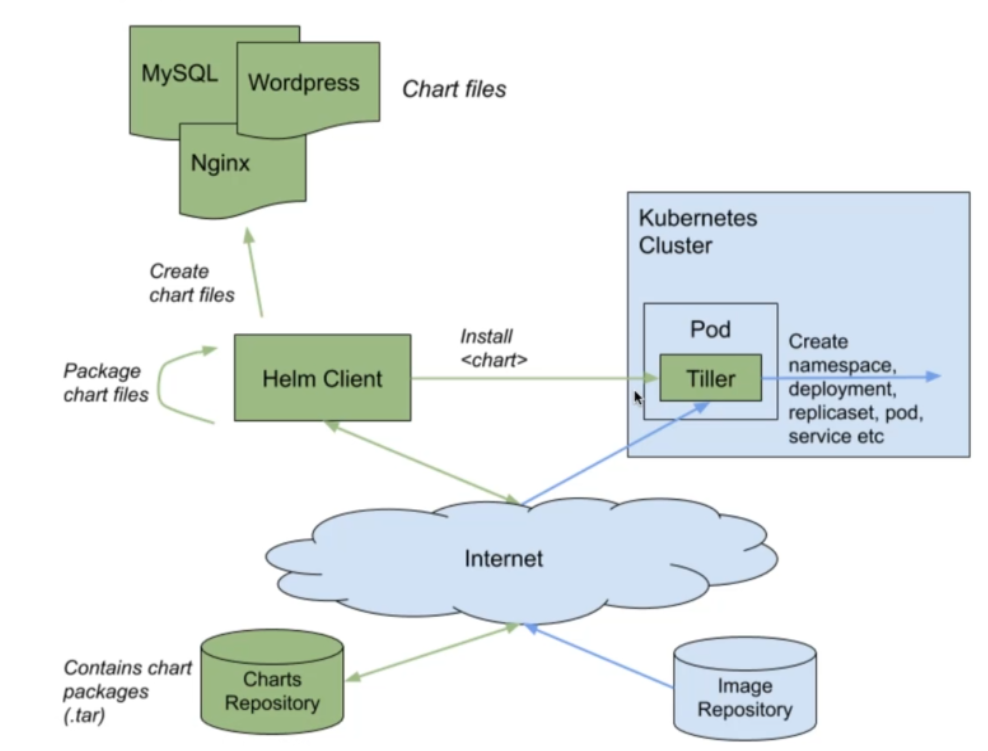 MySQL
Wordpress
Chart files
Nginx
Kubernetes
Cluster
Create
chart files
Pod
Install
<chart>
Package
chart files
Helm Client
Tiller
Create
namespace,
deployment,
replicaset, pod,
service etc
Internet
Contains chart
packages
(.tar)
Charts
Repository
Image
Repository